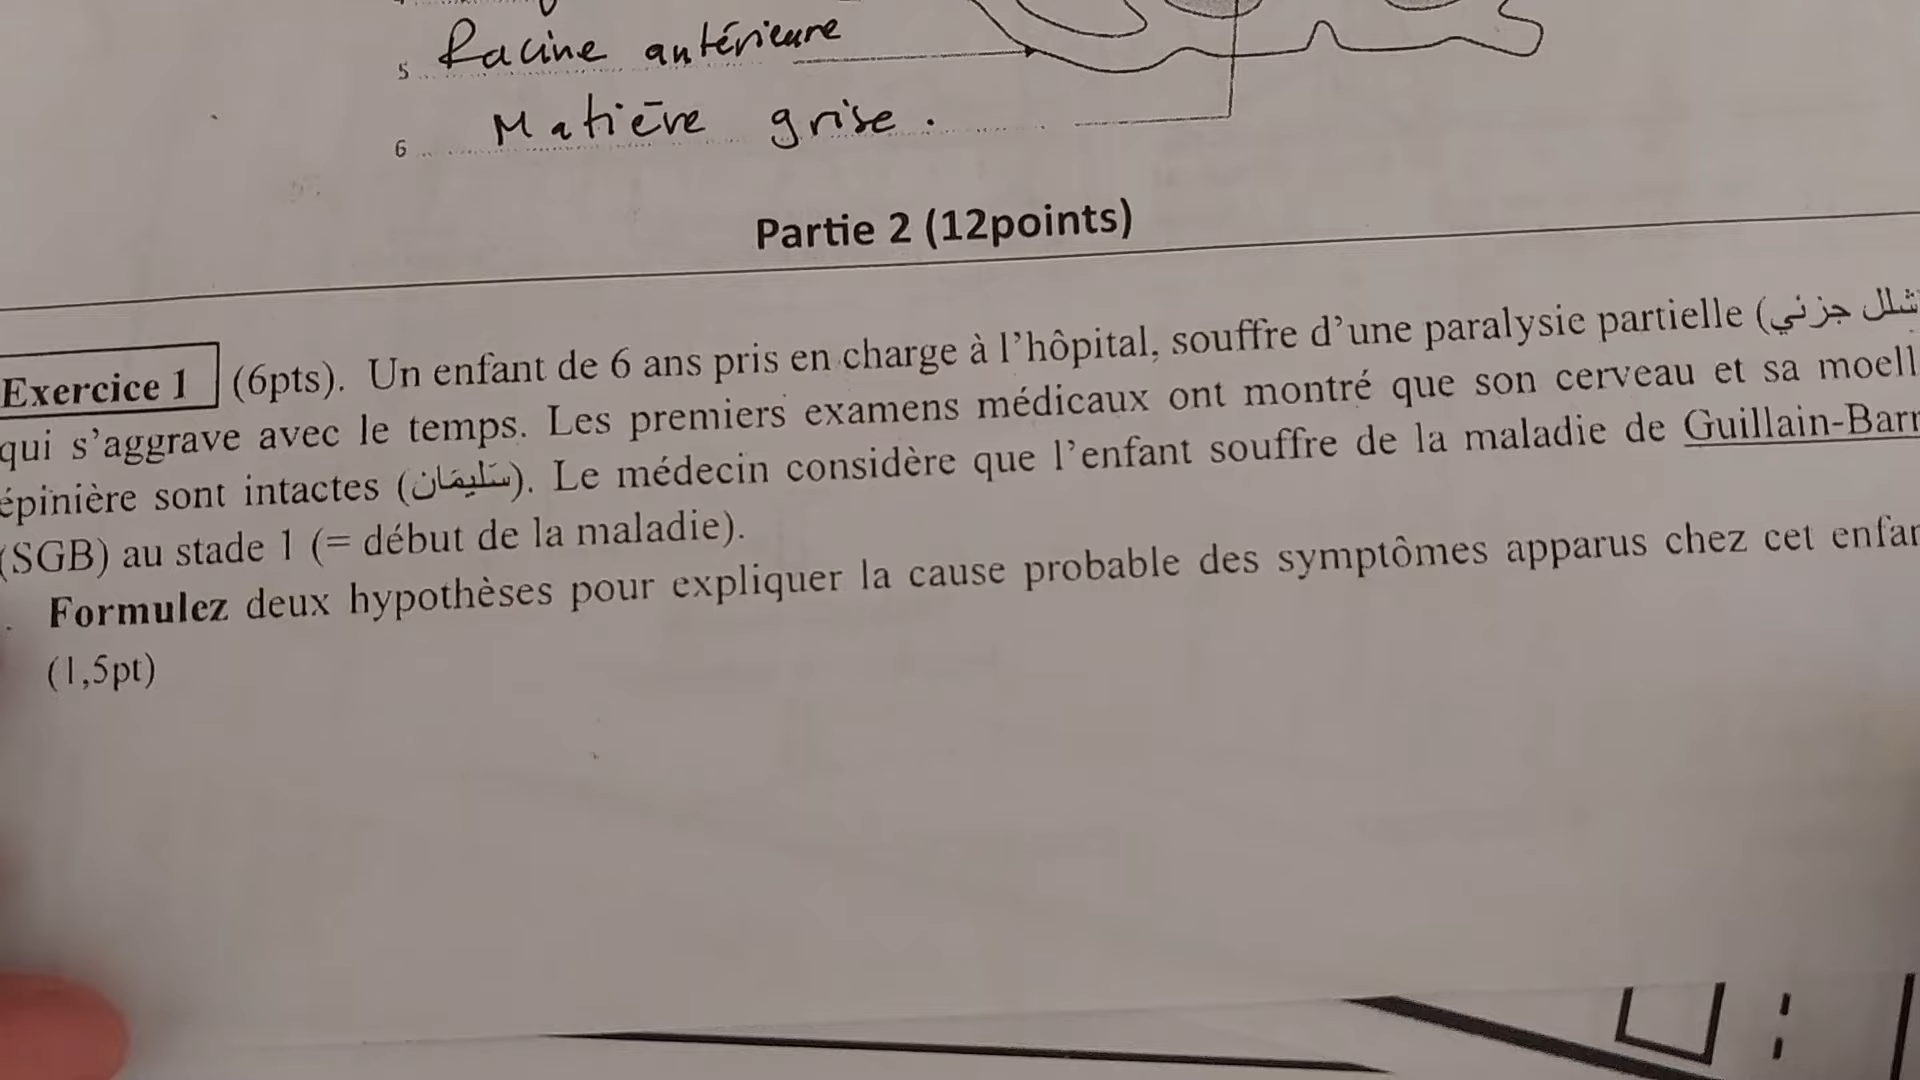 5 Racine antérieure
6 Matière grise.
Partie 2 (12points)
Exercice 1 (6pts). Un enfant de 6 ans pris en charge à l'hôpital, souffre d'une paralysie partielle (شلل جزئي
qui s'aggrave avec le temps. Les premiers examens médicaux ont montré que son cerveau et sa moell
épinière sont intactes (سَليمَان). Le médecin considère que l'enfant souffre de la maladie de Guillain-Barr
(SGB) au stade 1 (= début de la maladie).
Formulez deux hypothèses pour expliquer la cause probable des symptômes apparus chez cet enfan
(1,5pt)